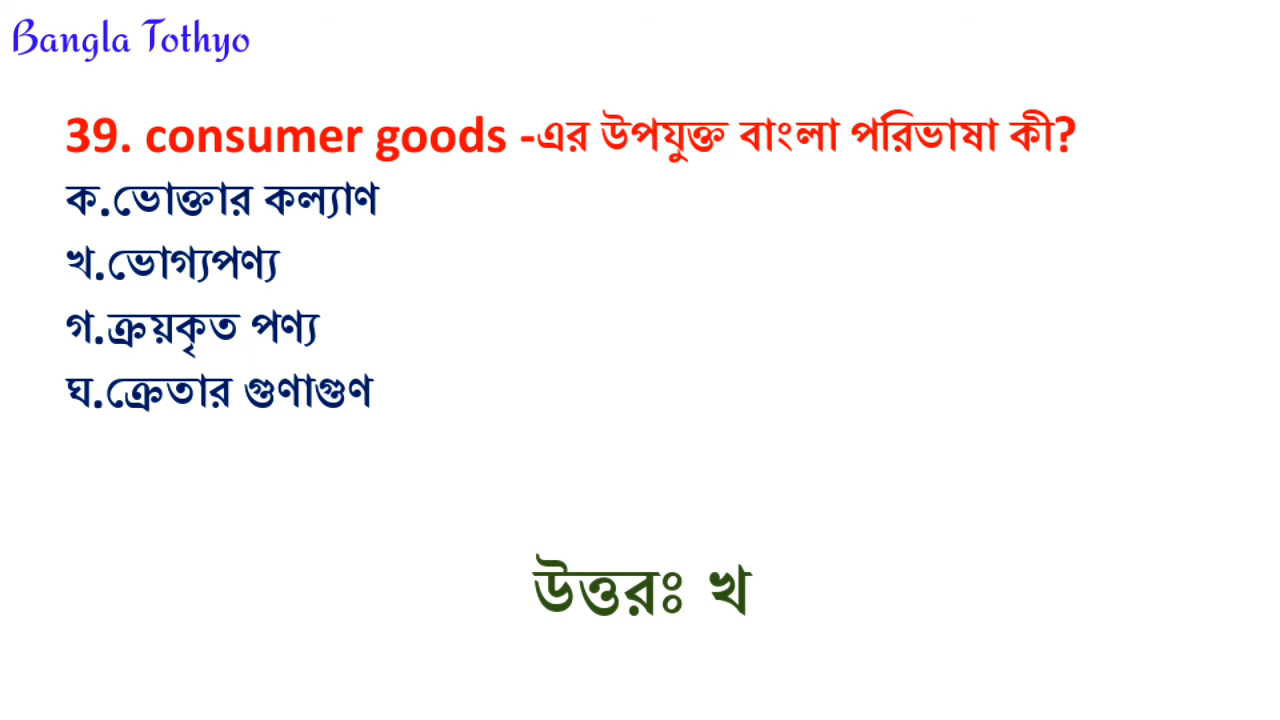 Bangla Tothyo
39. consumer goods -এর উপযুক্ত বাংলা পরিভাষা কী?
ক.ভোক্তার কল্যাণ
খ.ভোগ্যপণ্য
গ.ক্রয়কৃত পণ্য
ঘ.ক্রেতার গুণাগুণ
উত্তরঃ খ